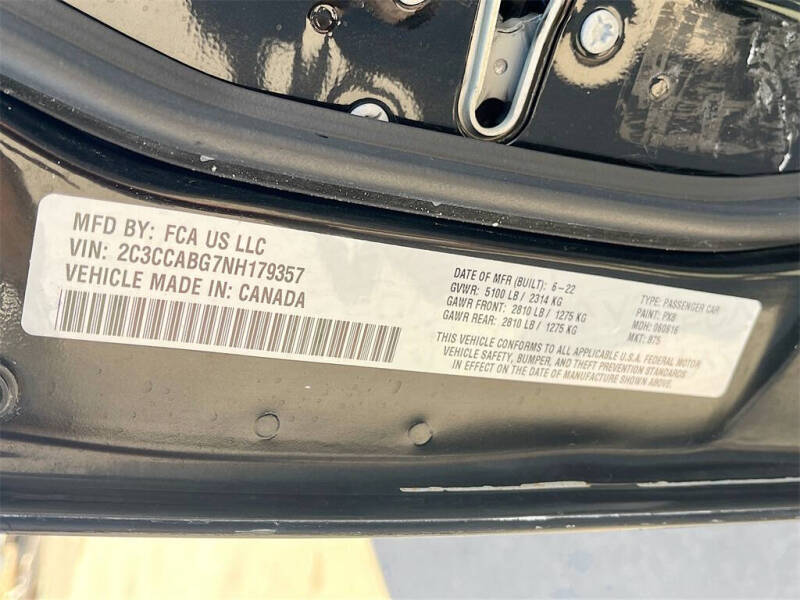 MFD BY: FCA US LLC
VIN: 2C3CCABG7NH179357
VEHICLE MADE IN: CANADA
DATE OF MFR (BUILT): 6-22
GVWR: 5100 LB / 2314 KG
GAWR FRONT: 2810 LB / 1275 KG
GAWR REAR: 2810 LB / 1275 KG
TYPE: PASSENGER CAR
PAINT: PX8
MDH: 060816
MKT: B75
THIS VEHICLE CONFORMS TO ALL APPLICABLE U.S.A. FEDERAL MOTOR
VEHICLE SAFETY, BUMPER, AND THEFT PREVENTION STANDARDS
IN EFFECT ON THE DATE OF MANUFACTURE SHOWN ABOVE.